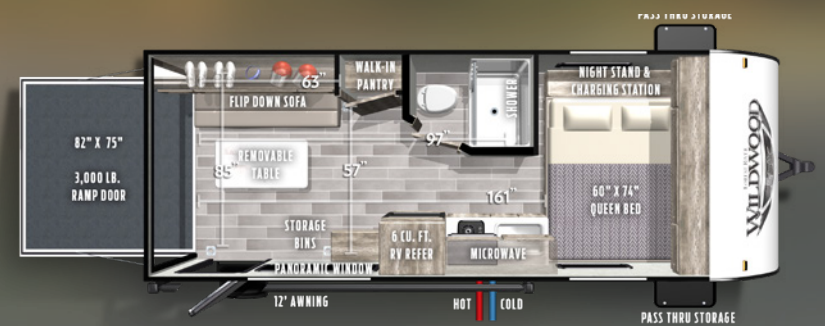 PASS THRU STORAGE
82" X 75"
3,000 LB.
RAMP DOOR
63"
FLIP DOWN SOFA
WALK-IN
PANTRY
SHOWER
NIGHT STAND &
CHARGING STATION
97"
85"
REMOVABLE
TABLE
57"
161"
60" X 74"
QUEEN BED
WILDWOOD
STORAGE
BINS
6 CU. FT.
RV REFER
MICROWAVE
PANORAMIC WINDOW
12' AWNING
HOT
COLD
PASS THRU STORAGE